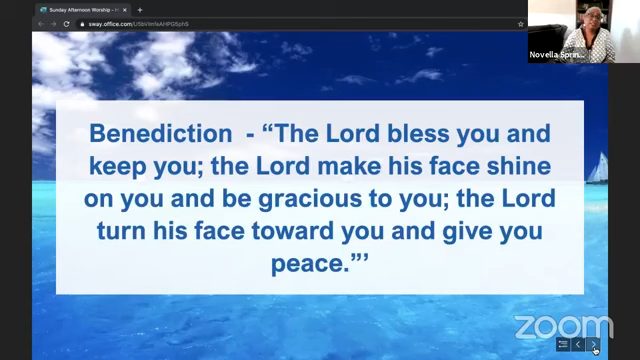 Sunday Afternoon Worship - H
sway.office.com/
Novella Sprin...
Benediction - “The Lord bless you and
keep you; the Lord make his face shine
on you and be gracious to you; the Lord
turn his face toward you and give you
peace.”’
zoom